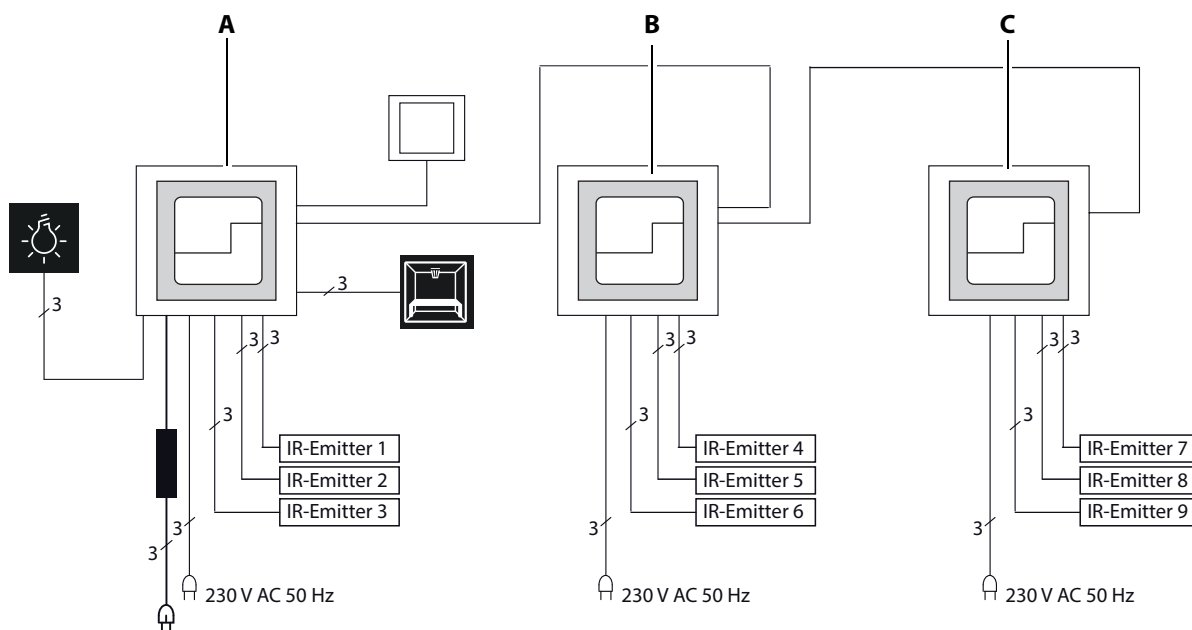 A B C
3
3
3 3
3 3
3 3
3
3
3
IR-Emitter 1
IR-Emitter 2
IR-Emitter 3
IR-Emitter 4
IR-Emitter 5
IR-Emitter 6
IR-Emitter 7
IR-Emitter 8
IR-Emitter 9
3
3
3
3
230 V AC 50 Hz
230 V AC 50 Hz
230 V AC 50 Hz